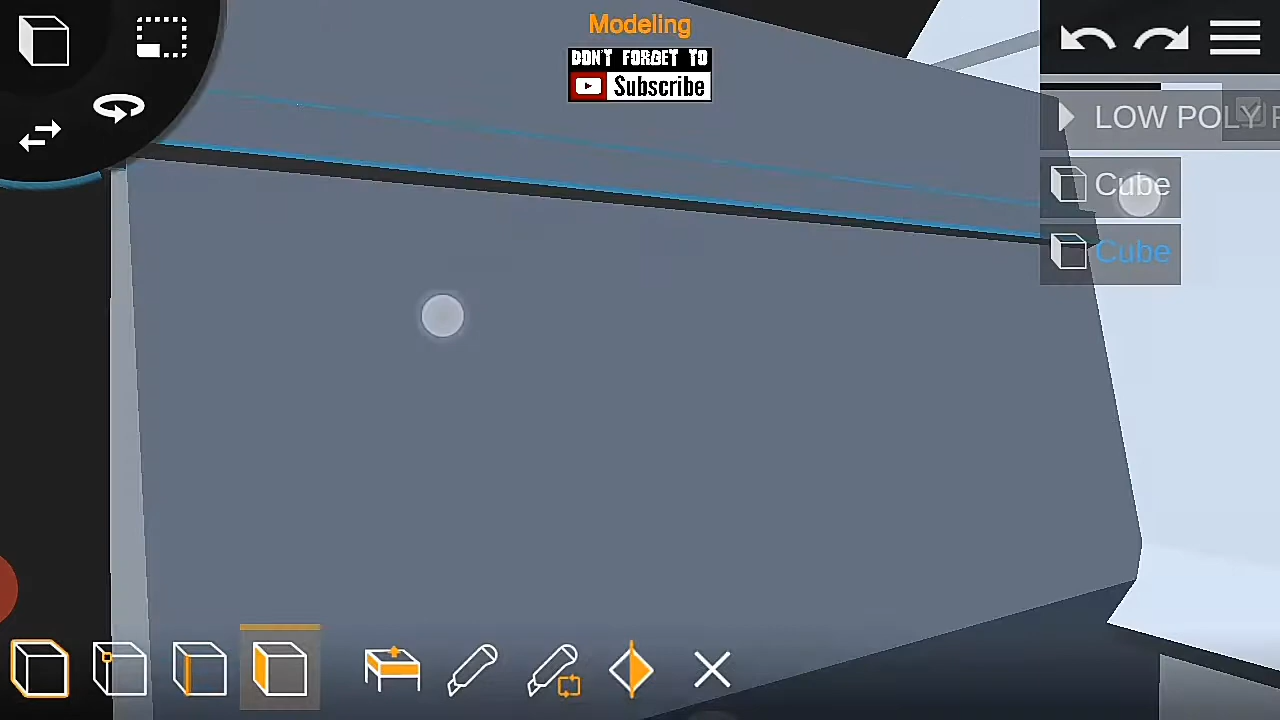 Modeling
DON'T FORGET TO
Subscribe
LOW POLY
Cube
Cube